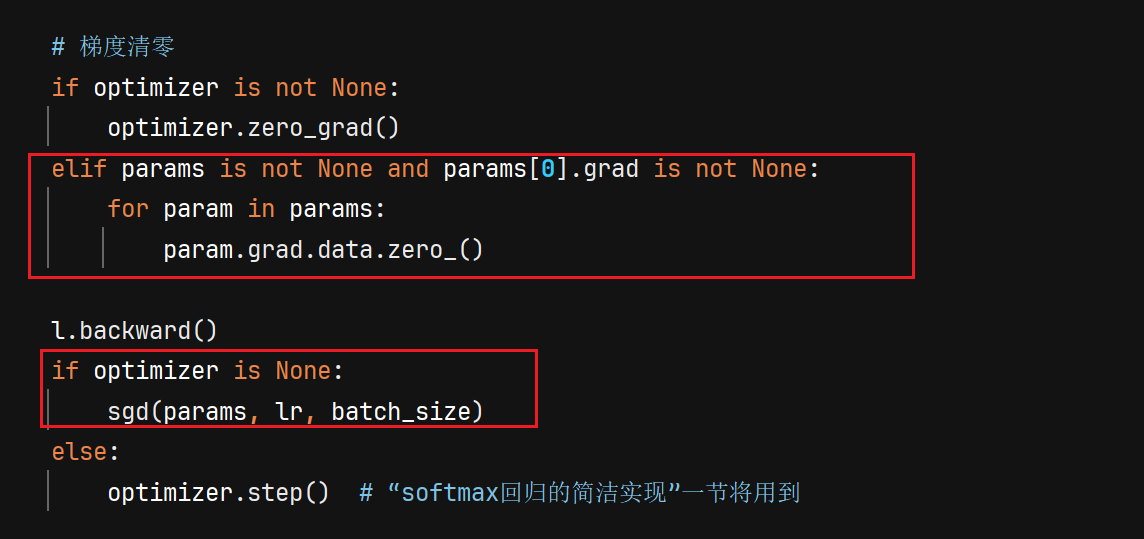 # 梯度清零
if optimizer is not None:
    optimizer.zero_grad()
elif params is not None and params[0].grad is not None:
    for param in params:
        param.grad.data.zero_()
l.backward()
if optimizer is None:
    sgd(params, lr, batch_size)
else:
    optimizer.step()  # “softmax回归的简洁实现”一节将用到